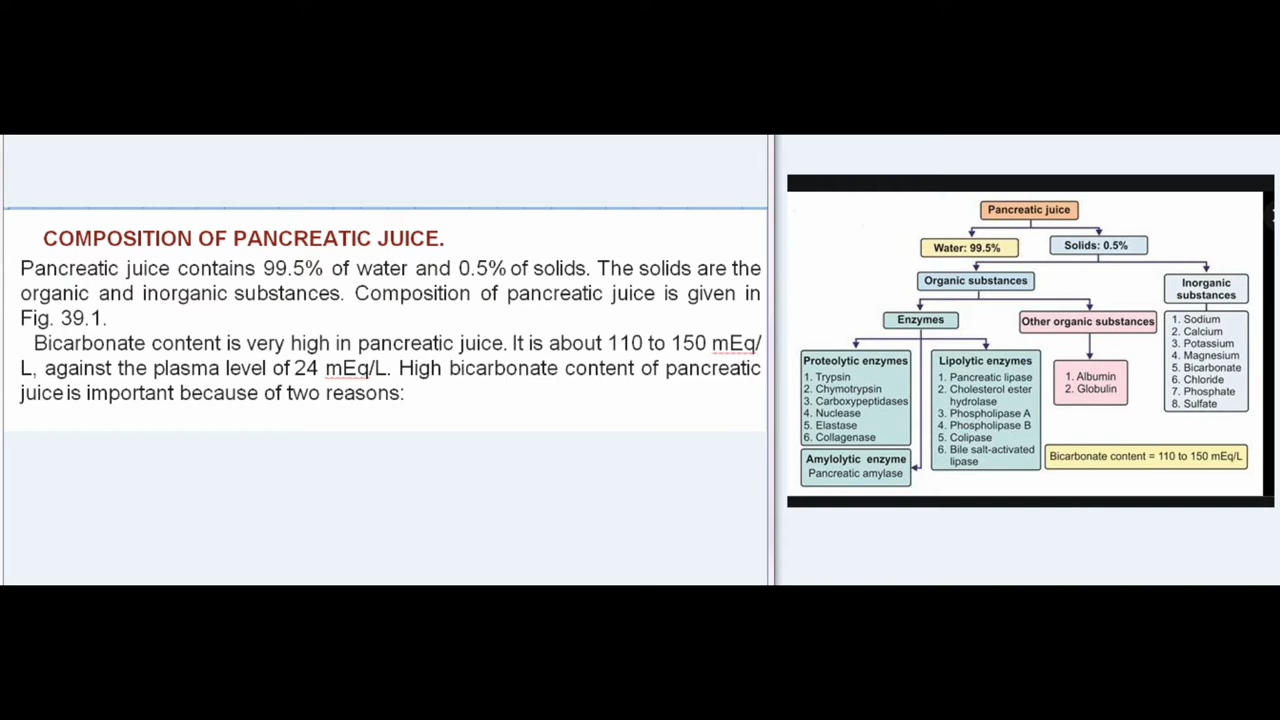 COMPOSITION OF PANCREATIC JUICE.
Pancreatic juice contains 99.5% of water and 0.5% of solids. The solids are the
organic and inorganic substances. Composition of pancreatic juice is given in
Fig. 39.1.
Bicarbonate content is very high in pancreatic juice. It is about 110 to 150 mEq/
L, against the plasma level of 24 mEq/L. High bicarbonate content of pancreatic
juice is important because of two reasons:
Pancreatic juice
Water: 99.5%
Solids: 0.5%
Organic substances
Inorganic
substances
Enzymes
Other organic substances
1. Sodium
2. Calcium
3. Potassium
4. Magnesium
5. Bicarbonate
6. Chloride
7. Phosphate
8. Sulfate
Proteolytic enzymes
1. Trypsin
2. Chymotrypsin
3. Carboxypeptidases
4. Nuclease
5. Elastase
6. Collagenase
Lipolytic enzymes
1. Pancreatic lipase
2. Cholesterol ester
hydrolase
3. Phospholipase A
4. Phospholipase B
5. Colipase
6. Bile salt-activated
lipase
1. Albumin
2. Globulin
Amylolytic enzyme
Pancreatic amylase
Bicarbonate content = 110 to 150 mEq/L